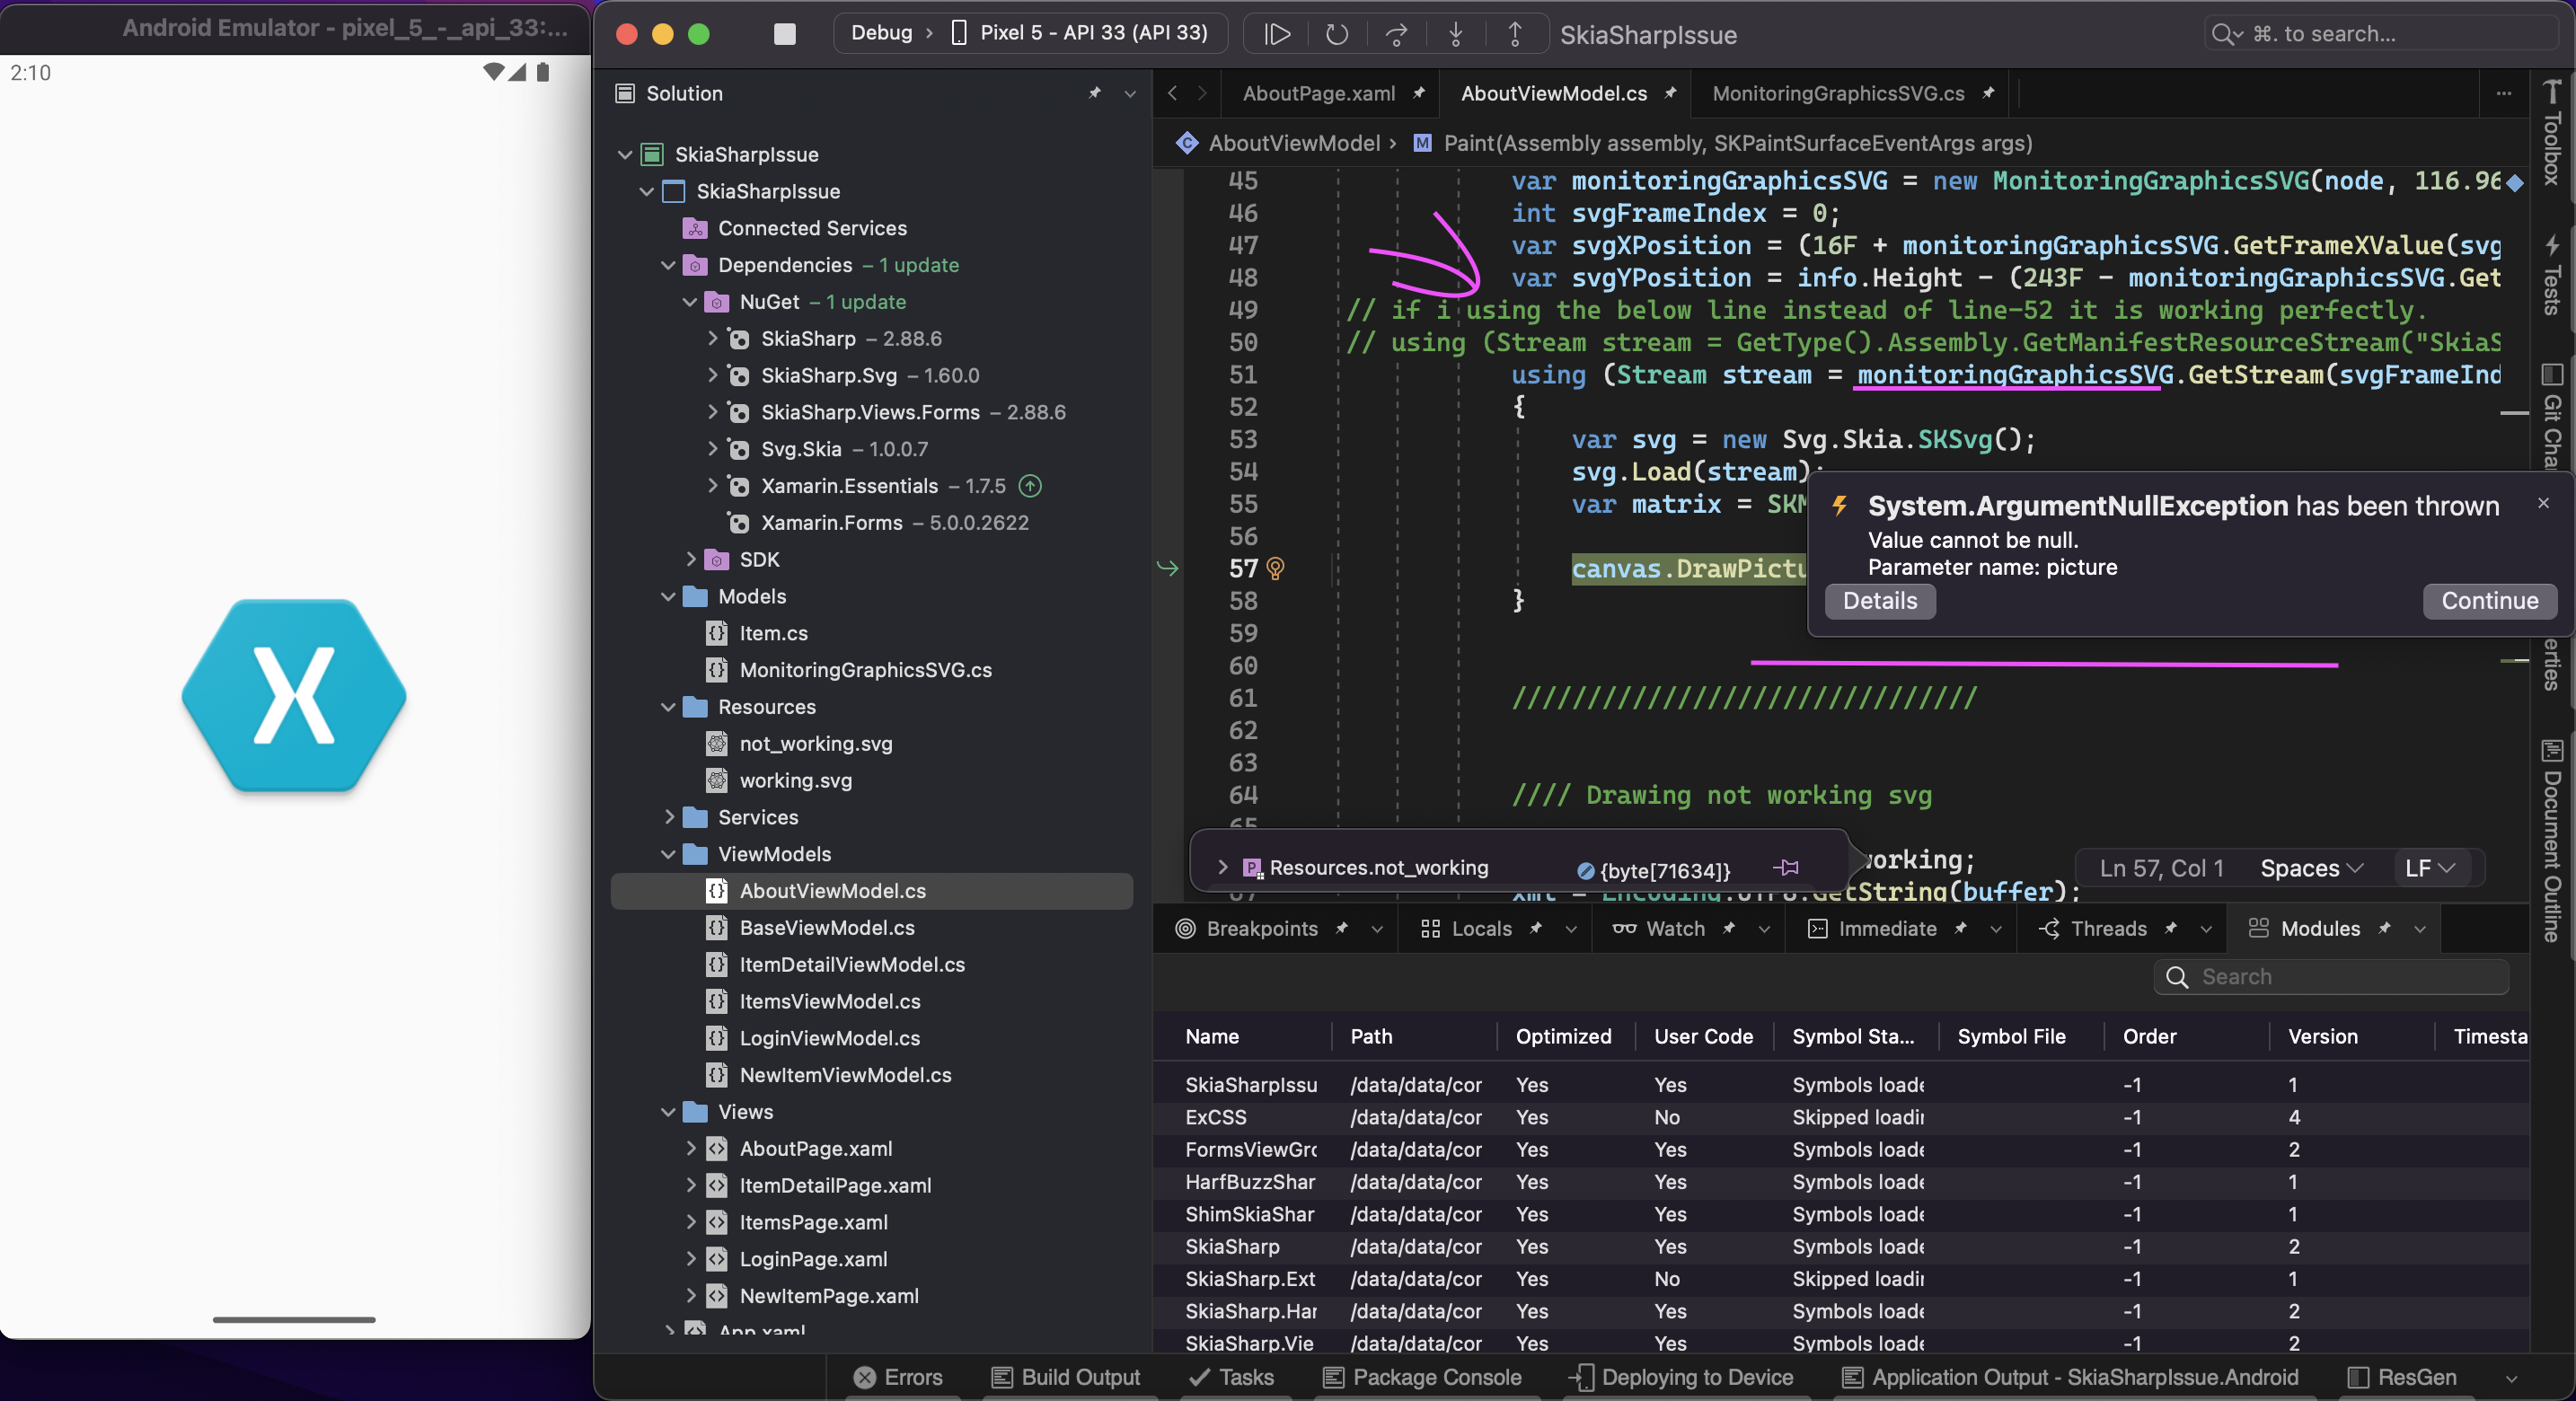 Android Emulator - pixel_5_-_api_33:...
2:10
X
Debug › Pixel 5 - API 33 (API 33)
SkiaSharpIssue
⌘. to search...
Solution
SkiaSharpIssue
SkiaSharpIssue
Connected Services
Dependencies – 1 update
NuGet – 1 update
SkiaSharp – 2.88.6
SkiaSharp.Svg – 1.60.0
SkiaSharp.Views.Forms – 2.88.6
Svg.Skia – 1.0.0.7
Xamarin.Essentials – 1.7.5
Xamarin.Forms – 5.0.0.2622
SDK
Models
Item.cs
MonitoringGraphicsSVG.cs
Resources
not_working.svg
working.svg
Services
ViewModels
AboutViewModel.cs
BaseViewModel.cs
ItemDetailViewModel.cs
ItemsViewModel.cs
LoginViewModel.cs
NewItemViewModel.cs
Views
AboutPage.xaml
ItemDetailPage.xaml
ItemsPage.xaml
LoginPage.xaml
NewItemPage.xaml
App.xaml
AboutPage.xaml AboutViewModel.cs MonitoringGraphicsSVG.cs
AboutViewModel › M Paint(Assembly assembly, SKPaintSurfaceEventArgs args)
45 var monitoringGraphicsSVG = new MonitoringGraphicsSVG(node, 116.96
46 int svgFrameIndex = 0;
47 var svgXPosition = (16F + monitoringGraphicsSVG.GetFrameXValue(svg
48 var svgYPosition = info.Height - (243F - monitoringGraphicsSVG.Get
49 // if i using the below line instead of line-52 it is working perfectly.
50 // using (Stream stream = GetType().Assembly.GetManifestResourceStream("SkiaS
51 using (Stream stream = monitoringGraphicsSVG.GetStream(svgFrameInd
52 {
53 var svg = new Svg.Skia.SKSvg();
54 svg.Load(stream);
55 var matrix = SKM
56
57 canvas.DrawPictu
58 }
59
60
61 ///////////////////////////////
62
63
64 //// Drawing not working svg
65
orking;
67 xml = Encoding.UTF8.GetString(buffer);
System.ArgumentNullException has been thrown
Value cannot be null.
Parameter name: picture
Details
Continue
P Resources.not_working {byte[71634]}
Ln 57, Col 1 Spaces LF
Toolbox
Tests
Git Cha
erties
Document Outline
Breakpoints Locals Watch Immediate Threads Modules
Search
Name Path Optimized User Code Symbol Sta... Symbol File Order Version Timesta
SkiaSharpIssu /data/data/cor Yes Yes Symbols loade -1 1
ExCSS /data/data/cor Yes No Skipped loadir -1 4
FormsViewGrc /data/data/cor Yes Yes Symbols loade -1 2
HarfBuzzShar /data/data/cor Yes Yes Symbols loade -1 1
ShimSkiaShar /data/data/cor Yes Yes Symbols loade -1 1
SkiaSharp /data/data/cor Yes Yes Symbols loade -1 2
SkiaSharp.Ext /data/data/cor Yes No Skipped loadir -1 1
SkiaSharp.Har /data/data/cor Yes Yes Symbols loade -1 2
SkiaSharp.Vie /data/data/cor Yes Yes Symbols loade -1 2
Errors Build Output Tasks Package Console Deploying to Device Application Output - SkiaSharpIssue.Android ResGen